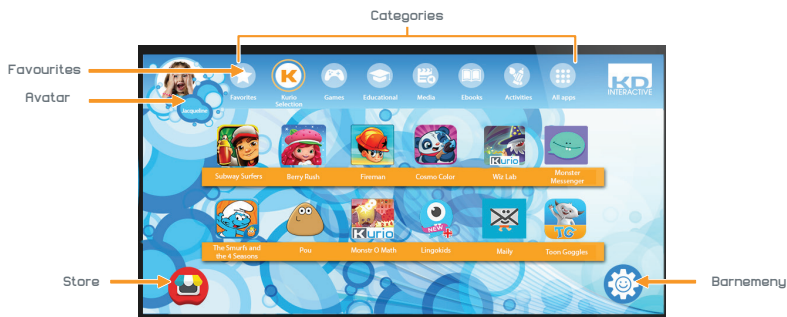 Categories
Favourites
Avatar
Jacqueline
Favorites
Kurio
Selection
Games
Educational
Media
Ebooks
Activities
All apps
KD
INTERACTIVE
Subway Surfers
Berry Rush
Fireman
Cosmo Color
Kurio
Wiz Lab
Monster
Messenger
The Smurfs and
the 4 Seasons
Pou
Kurio
Monstr O Math
NEW
Lingokids
Maily
TG
Toon Goggles
Store
Barnemeny